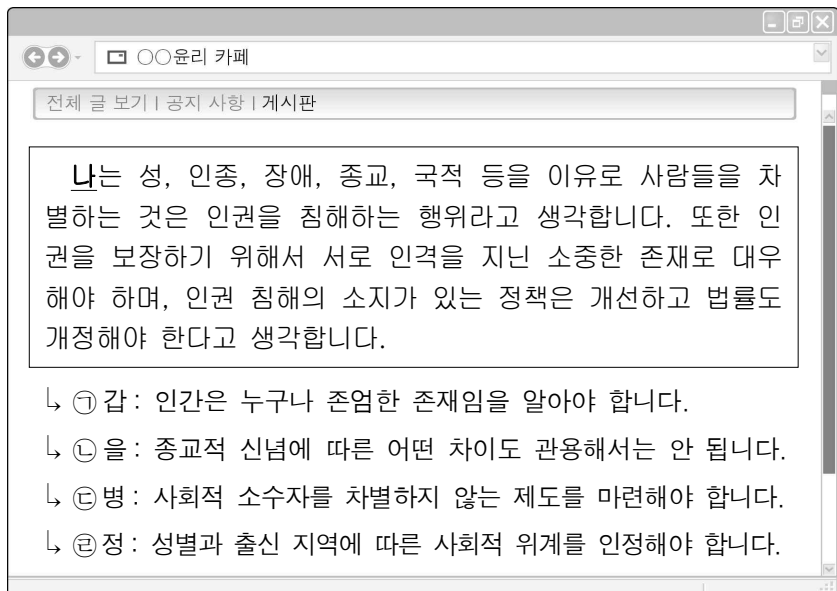 ○○윤리 카페
전체 글 보기 | 공지 사항 | 게시판
나는 성, 인종, 장애, 종교, 국적 등을 이유로 사람들을 차
별하는 것은 인권을 침해하는 행위라고 생각합니다. 또한 인
권을 보장하기 위해서 서로 인격을 지닌 소중한 존재로 대우
해야 하며, 인권 침해의 소지가 있는 정책은 개선하고 법률도
개정해야 한다고 생각합니다.
↳ ㉠ 갑 : 인간은 누구나 존엄한 존재임을 알아야 합니다.
↳ ㉡ 을 : 종교적 신념에 따른 어떤 차이도 관용해서는 안 됩니다.
↳ ㉢ 병 : 사회적 소수자를 차별하지 않는 제도를 마련해야 합니다.
↳ ㉣ 정 : 성별과 출신 지역에 따른 사회적 위계를 인정해야 합니다.